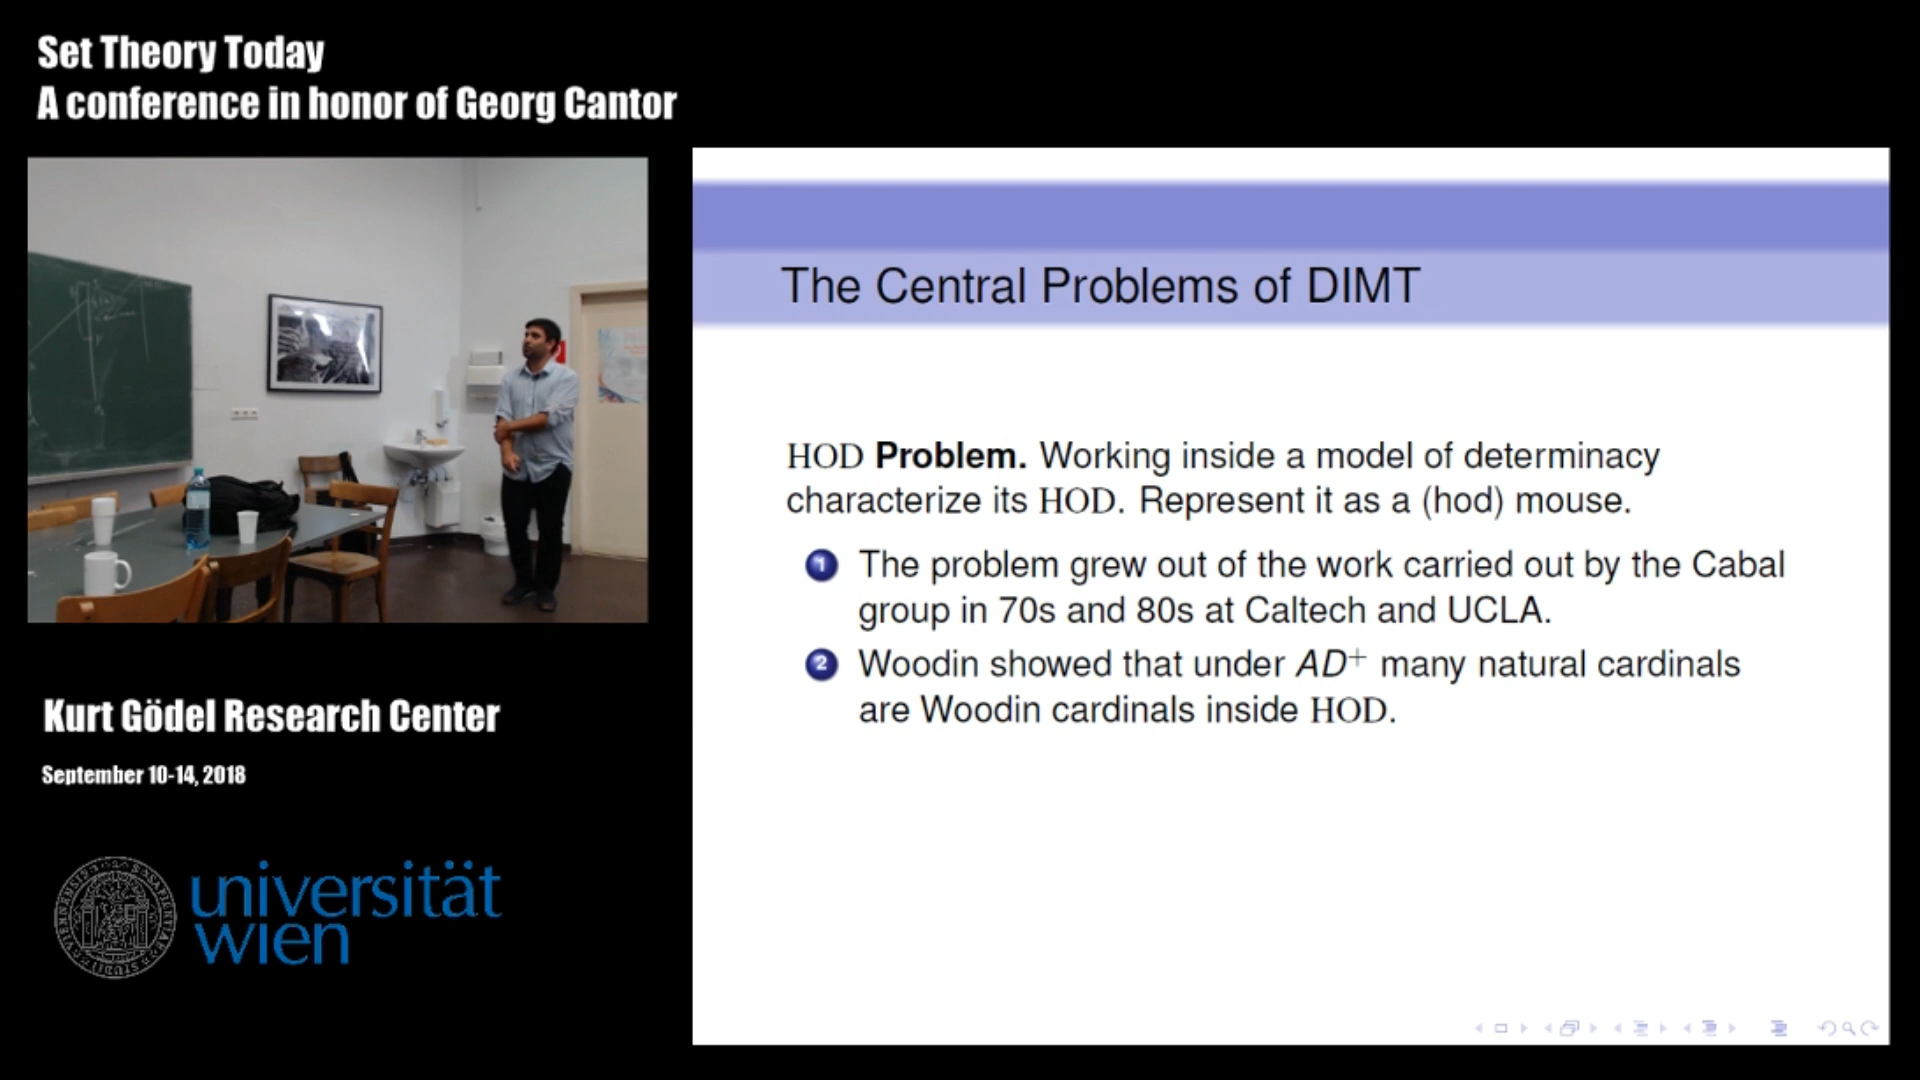 Set Theory Today
A conference in honor of Georg Cantor
The Central Problems of DIMT
HOD Problem. Working inside a model of determinacy
characterize its HOD. Represent it as a (hod) mouse.
1 The problem grew out of the work carried out by the Cabal
group in 70s and 80s at Caltech and UCLA.
2 Woodin showed that under AD⁺ many natural cardinals
are Woodin cardinals inside HOD.
Kurt Gödel Research Center
September 10-14, 2018
universität
wien